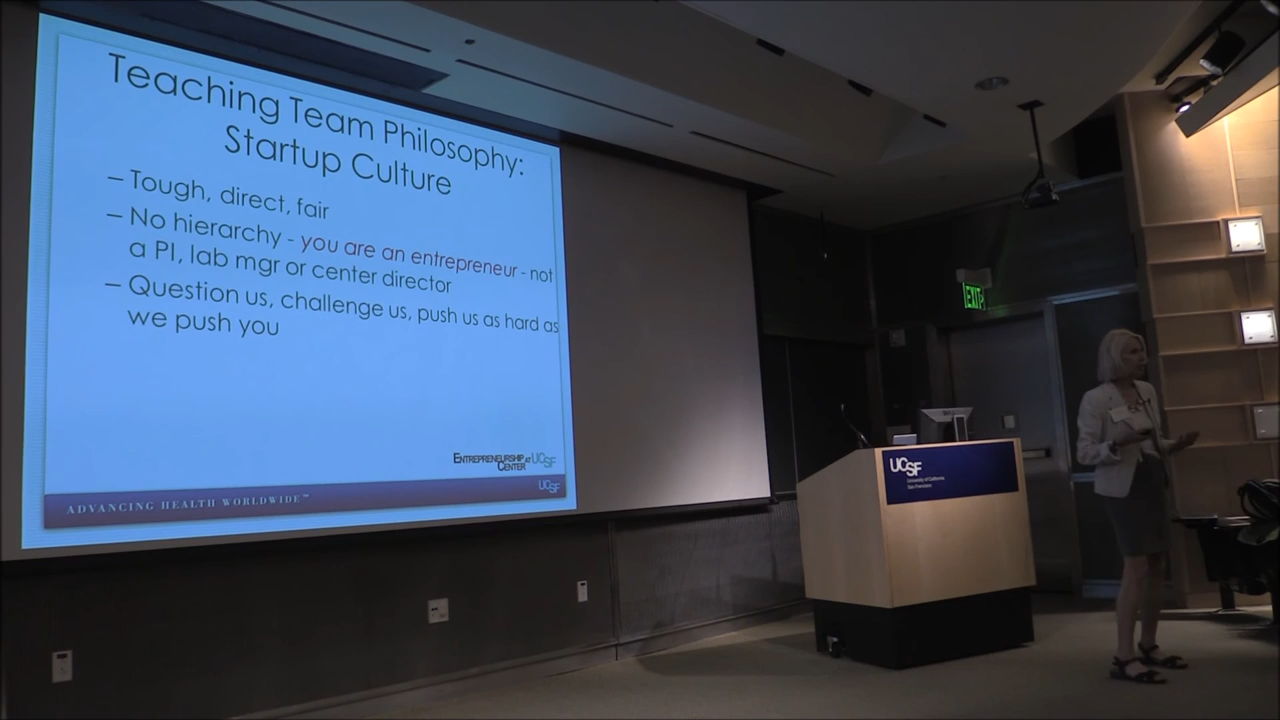 Teaching Team Philosophy:
Startup Culture
– Tough, direct, fair
– No hierarchy - you are an entrepreneur - not
a PI, lab mgr or center director
– Question us, challenge us, push us as hard as
we push you
ENTREPRENEURSHIP AT UCSF
CENTER
ADVANCING HEALTH WORLDWIDE™
UCSF
EXIT
UCSF
University of California
San Francisco